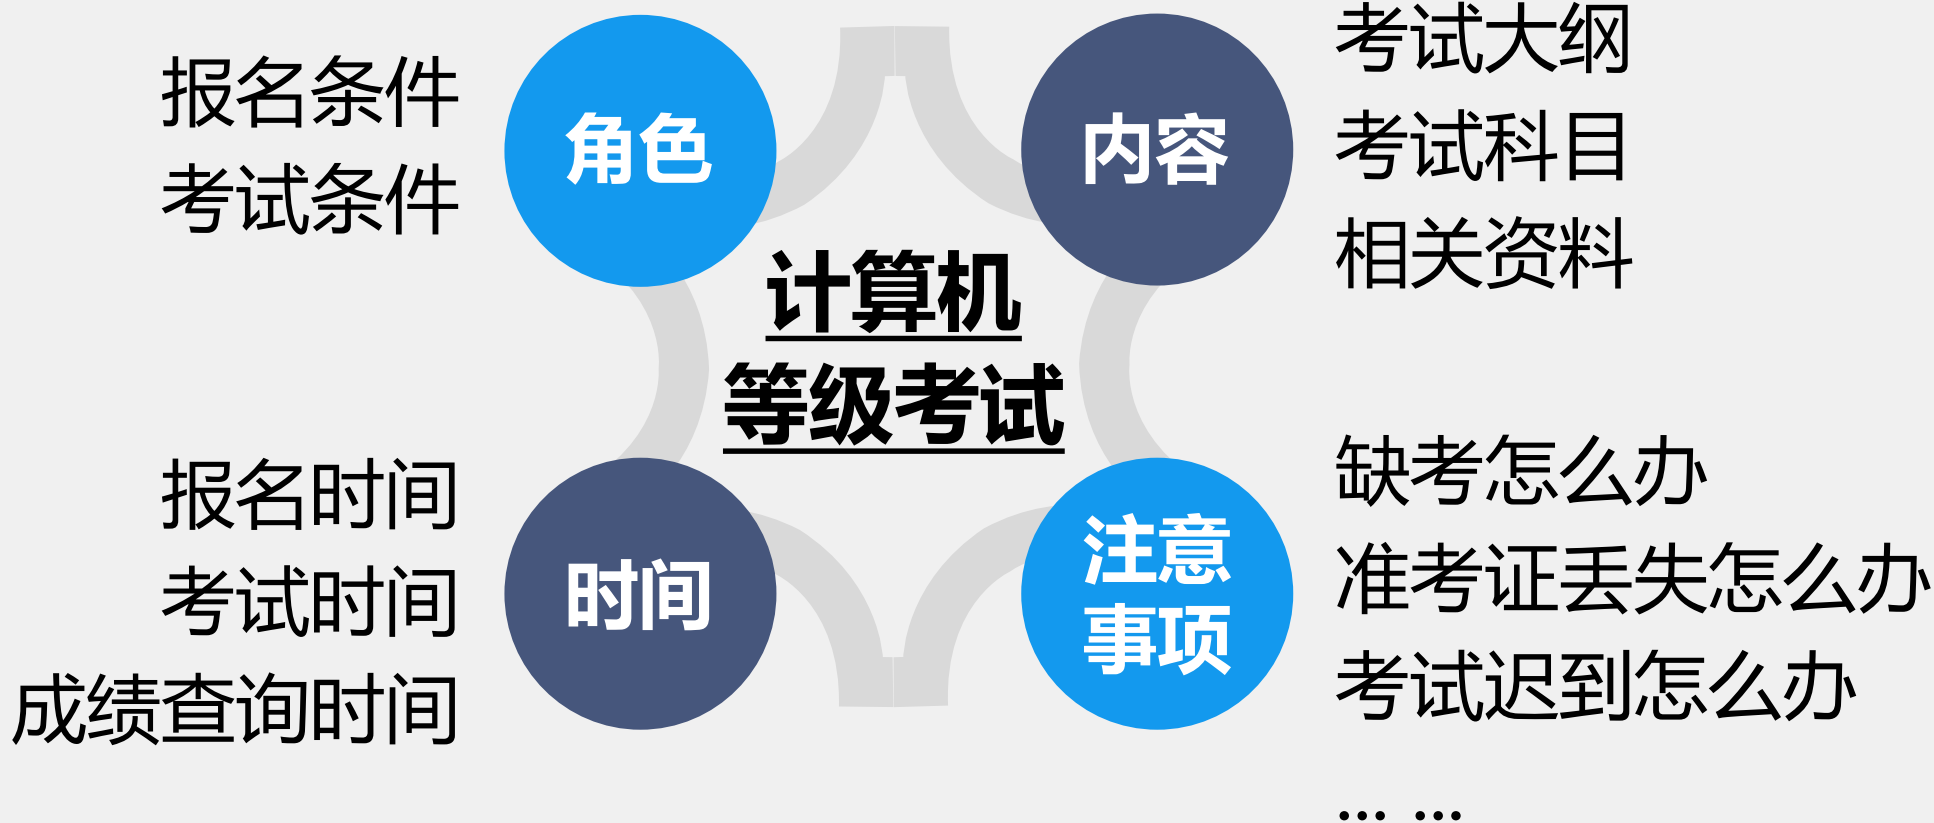 报名条件
考试条件
角色
内容
考试大纲
考试科目
相关资料
计算机
等级考试
报名时间
考试时间
成绩查询时间
时间
注意
事项
缺考怎么办
准考证丢失怎么办
考试迟到怎么办
... ...